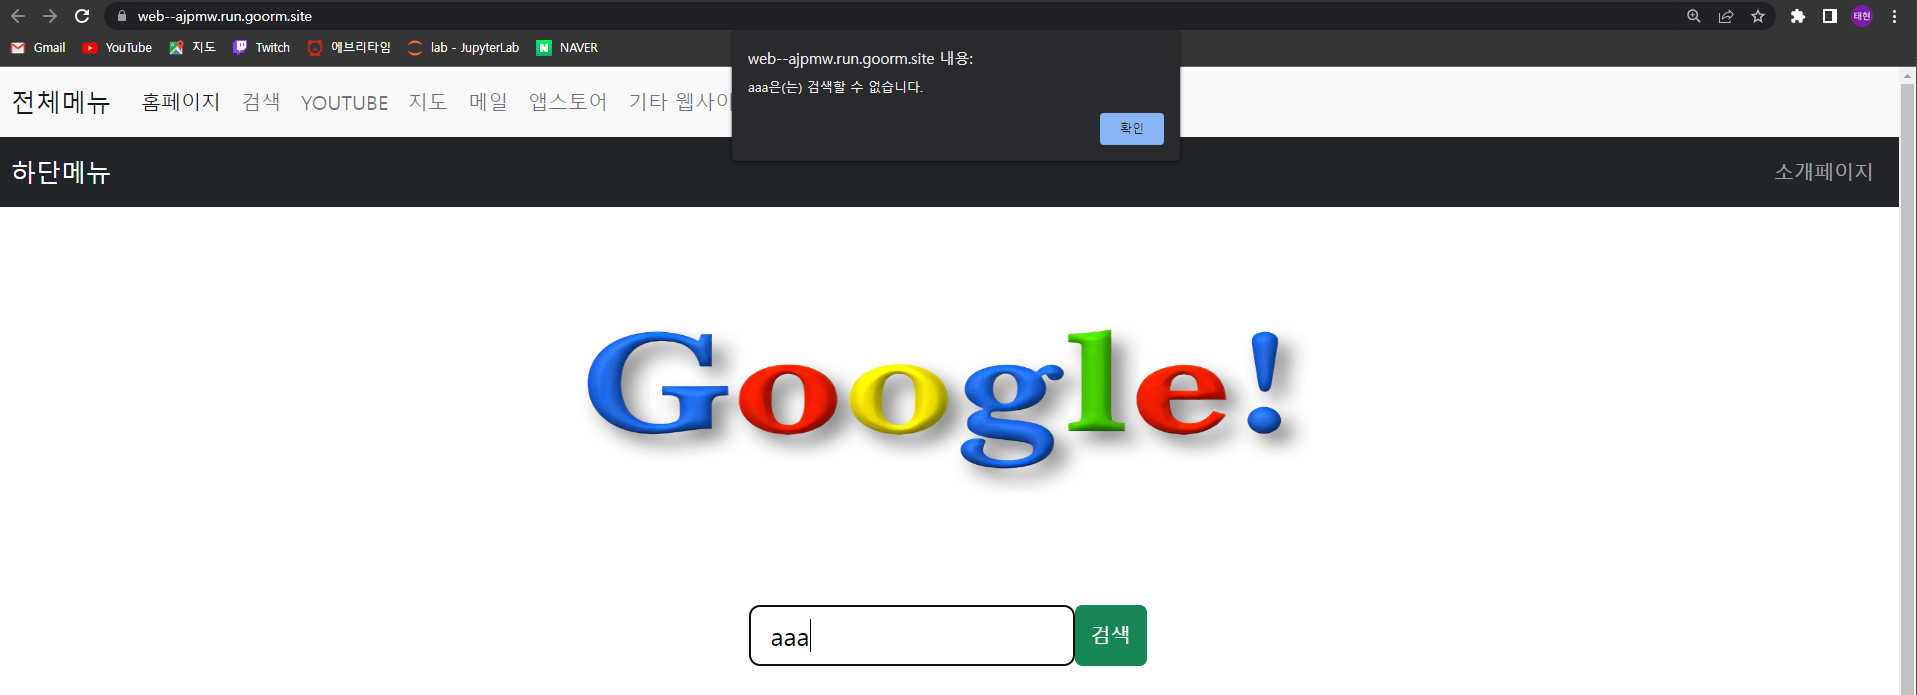 web--ajpmw.run.goorm.site
태현
Gmail YouTube 지도 Twitch 에브리타임 lab - JupyterLab NAVER
web--ajpmw.run.goorm.site 내용:
aaa은(는) 검색할 수 없습니다.
확인
전체메뉴 홈페이지 검색 YOUTUBE 지도 메일 앱스토어 기타 웹사이
하단메뉴 소개페이지
Google!
aaa 검색